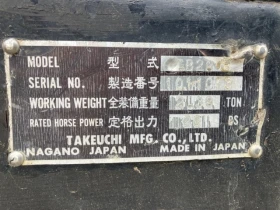 MODEL 型式
SERIAL NO. 製造番号
WORKING WEIGHT 全装備重量 TON
RATED HORSE POWER 定格出力 PS
TAKEUCHI MFG. CO., LTD.
NAGANO JAPAN MADE IN JAPAN